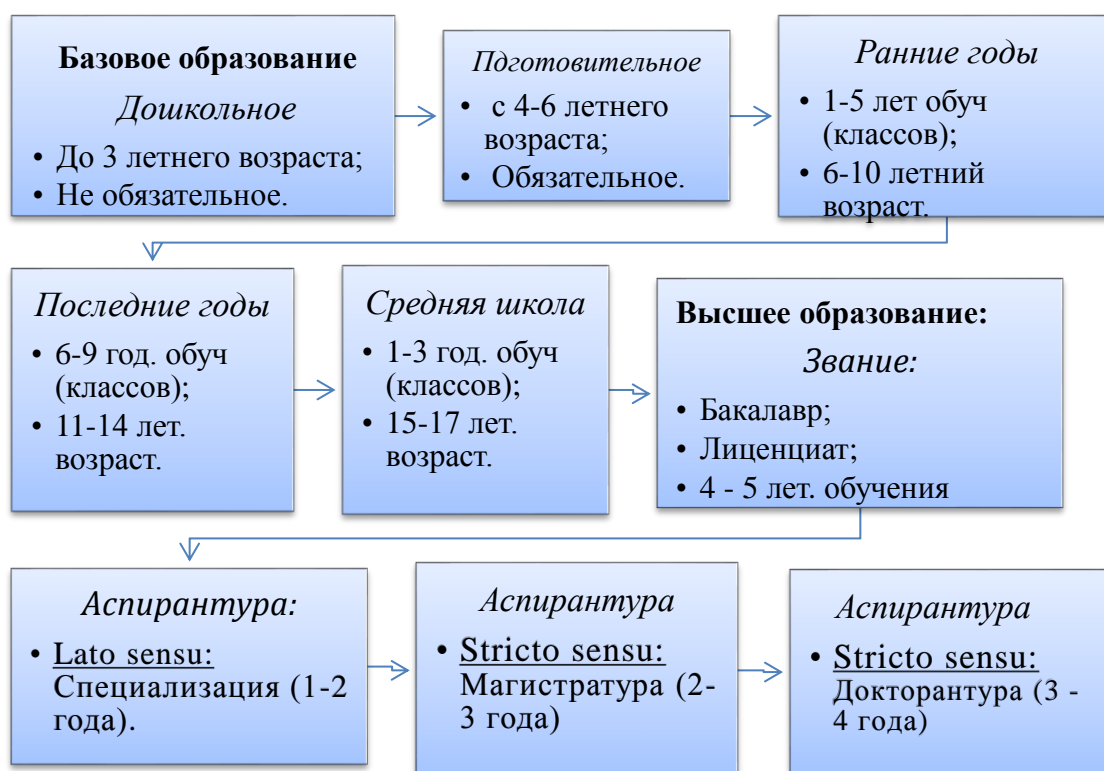 Базовое образование
Дошкольное
• До 3 летнего возраста;
• Не обязательное.
Пдготовительное
• с 4-6 летнего
возраста;
• Обязательное.
Ранние годы
• 1-5 лет обуч
(классов);
• 6-10 летний
возраст.
Последние годы
• 6-9 год. обуч
(классов);
• 11-14 лет.
возраст.
Средняя школа
• 1-3 год. обуч
(классов);
• 15-17 лет.
возраст.
Высшее образование:
Звание:
• Бакалавр;
• Лиценциат;
• 4 - 5 лет. обучения
Аспирантура:
• Lato sensu:
Специализация (1-2
года).
Аспирантура
• Stricto sensu:
Магистратура (2-
3 года)
Аспирантура
• Stricto sensu:
Докторантура (3 -
4 года)